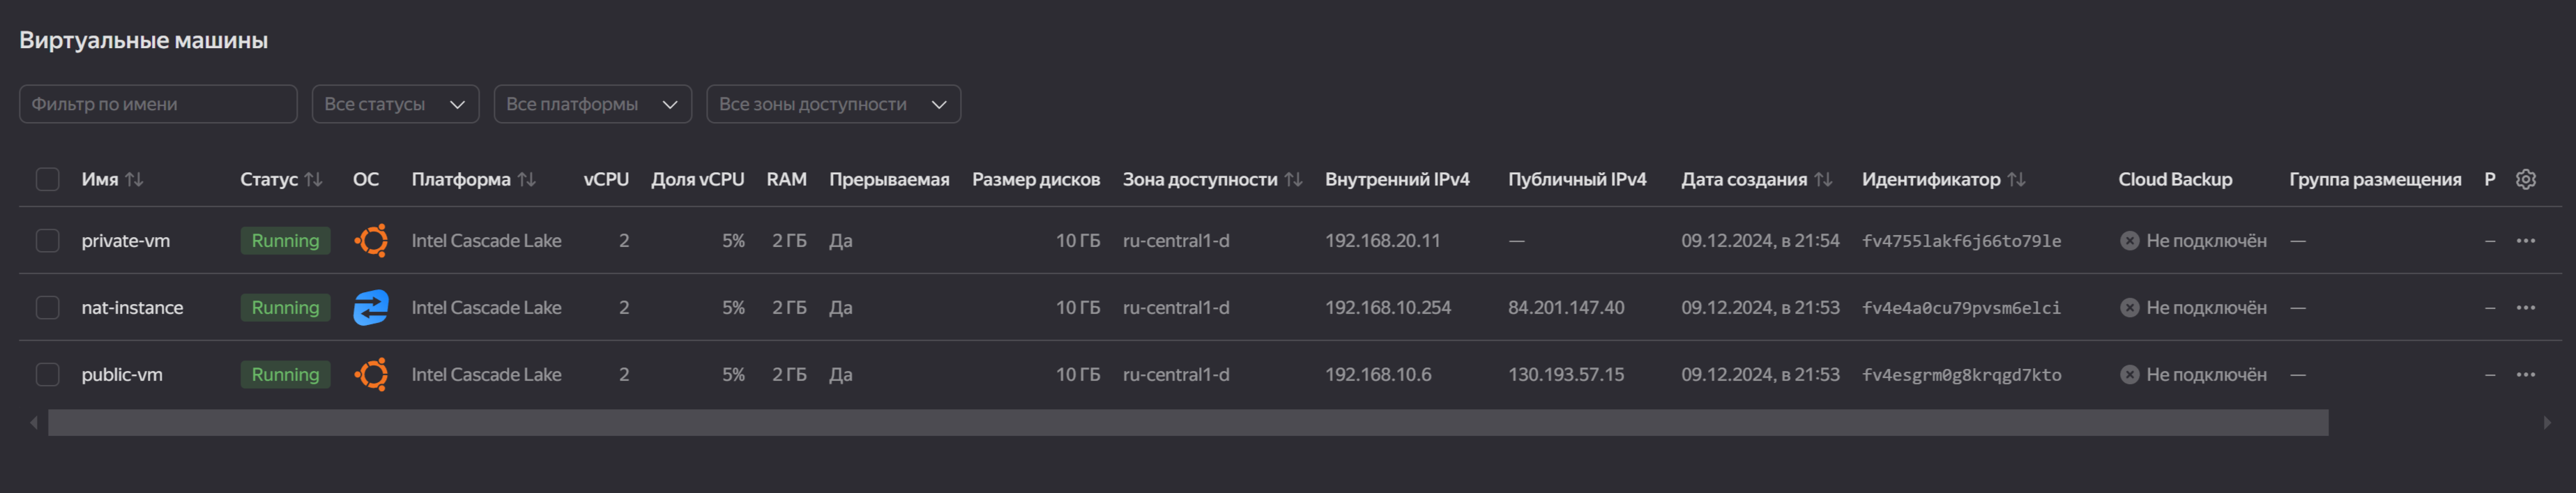 Виртуальные машины
Фильтр по имени Все статусы Все платформы Все зоны доступности
Имя Статус ОС Платформа vCPU Доля vCPU RAM Прерываемая Размер дисков Зона доступности Внутренний IPv4 Публичный IPv4 Дата создания Идентификатор Cloud Backup Группа размещения Р
private-vm Running Intel Cascade Lake 2 5% 2 ГБ Да 10 ГБ ru-central1-d 192.168.20.11 — 09.12.2024, в 21:54 fv4755lakf6j66to79le Не подключён — –
nat-instance Running Intel Cascade Lake 2 5% 2 ГБ Да 10 ГБ ru-central1-d 192.168.10.254 84.201.147.40 09.12.2024, в 21:53 fv4e4a0cu79pvsm6elci Не подключён — –
public-vm Running Intel Cascade Lake 2 5% 2 ГБ Да 10 ГБ ru-central1-d 192.168.10.6 130.193.57.15 09.12.2024, в 21:53 fv4esgrm0g8krqgd7kto Не подключён — –